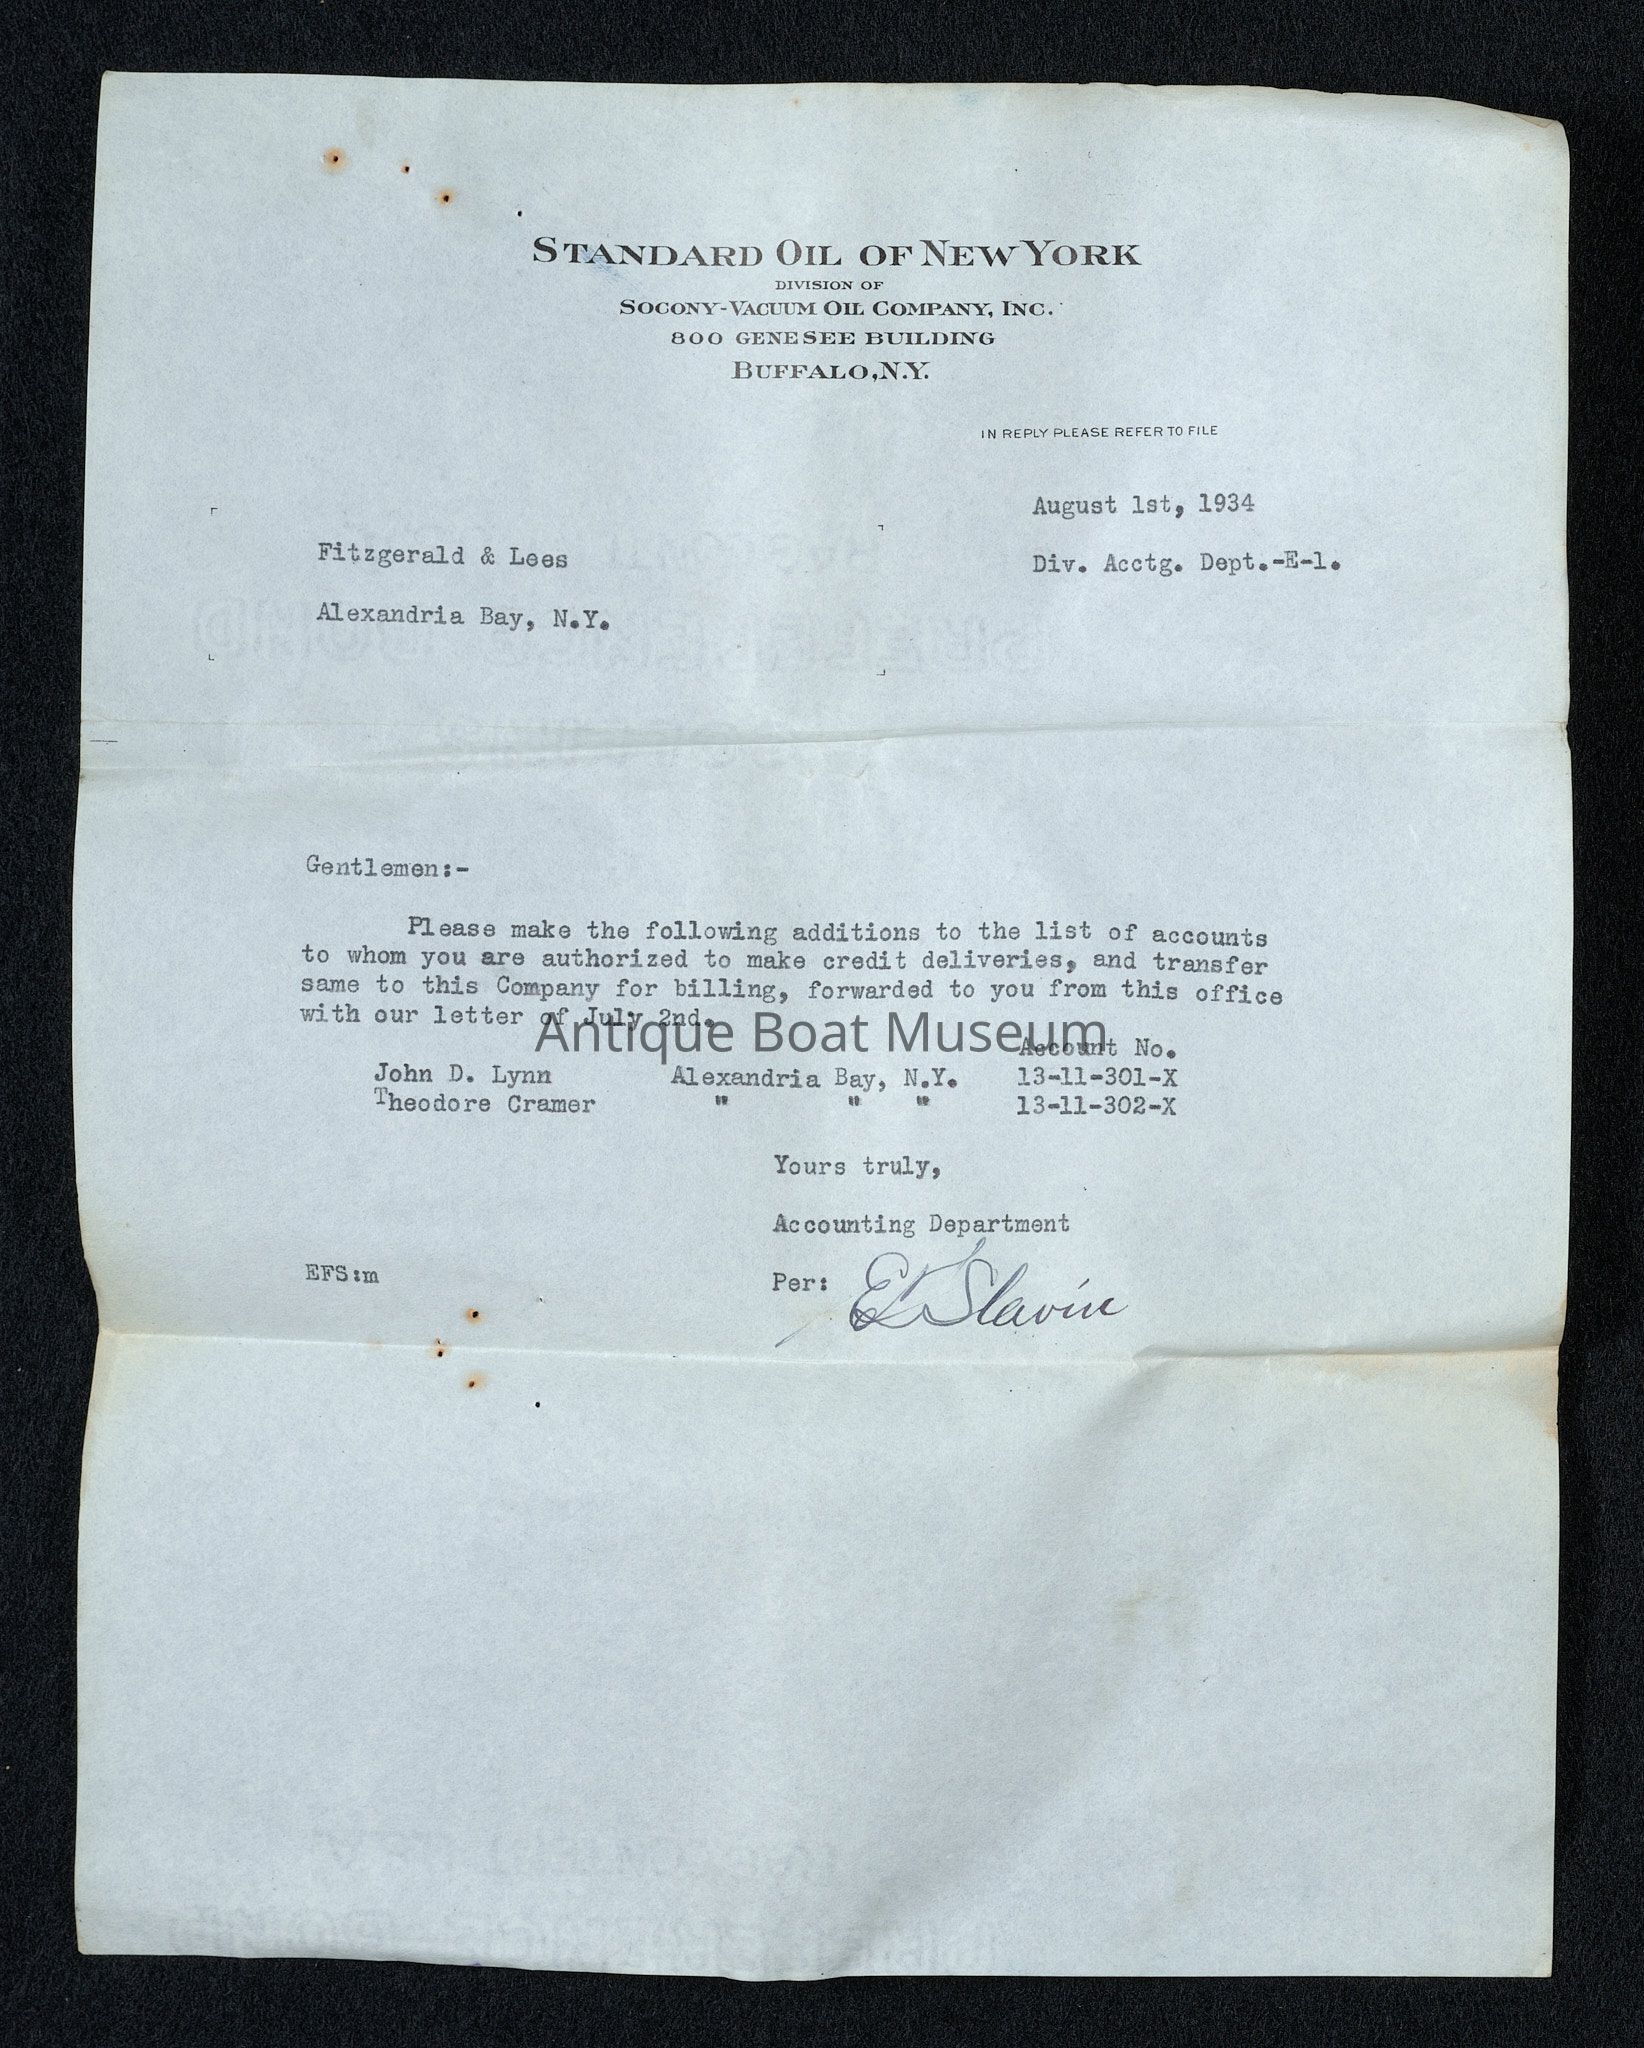 STANDARD OIL OF NEW YORK
DIVISION OF
SOCONY-VACUUM OIL COMPANY, INC.
800 GENESEE BUILDING
BUFFALO, N.Y.
IN REPLY PLEASE REFER TO FILE
August 1st, 1934
Fitzgerald & Lees
Div. Acctg. Dept.-E-1.
Alexandria Bay, N.Y.
Gentlemen:-
Please make the following additions to the list of accounts
to whom you are authorized to make credit deliveries, and transfer
same to this Company for billing, forwarded to you from this office
with our letter of July 2nd.
Antique Boat Museum
Account No.
John D. Lynn Alexandria Bay, N.Y. 13-11-301-X
Theodore Cramer " " " 13-11-302-X
Yours truly,
Accounting Department
EFS:m
Per: EF Slavin